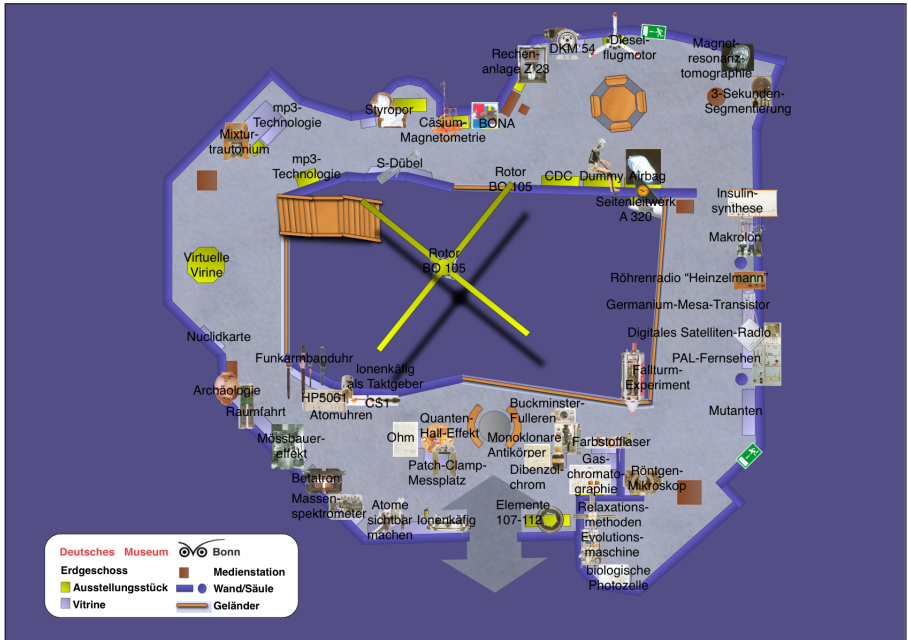 Diesel-
flugmotor
DKM 54
Rechen-
anlage Z 23
Magnet-
resonanz-
tomographie
3-Sekunden-
Segmentierung
mp3-
Technologie
Mixtur-
trautonium
Styropor
Cäsium-
Magnetometrie
BONA
mp3-
Technologie
S-Dübel
Rotor
BO 105
CDC
Dummy
Airbag
Seitenleitwerk
A 320
Insulin-
synthese
Makrolon
Rotor
BO 105
Virtuelle
Virine
Röhrenradio “Heinzelmann”
Germanium-Mesa-Transistor
Digitales Satelliten-Radio
PAL-Fernsehen
Nuclidkarte
Funkarmbanduhr
Ionenkäfig
als Taktgeber
Fallturm-
Experiment
Archäologie
Raumfahrt
HP5061
CS1
Atomuhren
Mutanten
Buckminster-
Fulleren
Quanten-
Hall-Effekt
Ohm
Monoklonare
Antikörper
Farbstofflaser
Mössbauer-
effekt
Patch-Clamp-
Messplatz
Dibenzol-
chrom
Gas-
chromato-
graphie
Röntgen-
Mikroskop
Betatron
Massen-
spektrometer
Atome
sichtbar
machen
Ionenkäfig
Elemente
107-112
Relaxations-
methoden
Evolutions-
maschine
biologische
Photozelle
Deutsches Museum Bonn
Erdgeschoss
Ausstellungsstück
Vitrine
Medienstation
Wand/Säule
Geländer